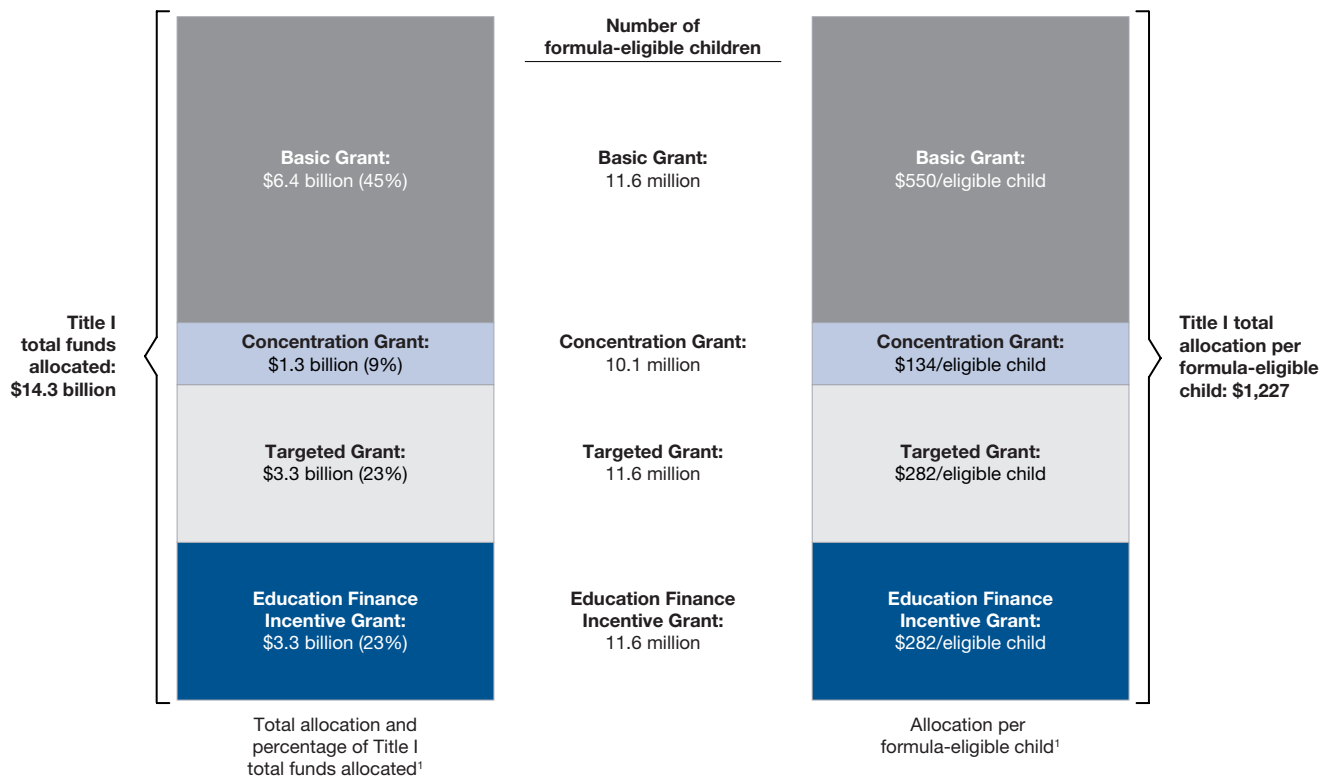 Number of
formula-eligible children
Title I
total funds
allocated:
$14.3 billion
Basic Grant:
$6.4 billion (45%)
Concentration Grant:
$1.3 billion (9%)
Targeted Grant:
$3.3 billion (23%)
Education Finance
Incentive Grant:
$3.3 billion (23%)
Total allocation and
percentage of Title I
total funds allocated¹
Basic Grant:
11.6 million
Concentration Grant:
10.1 million
Targeted Grant:
11.6 million
Education Finance
Incentive Grant:
11.6 million
Basic Grant:
$550/eligible child
Concentration Grant:
$134/eligible child
Targeted Grant:
$282/eligible child
Education Finance
Incentive Grant:
$282/eligible child
Allocation per
formula-eligible child¹
Title I total
allocation per
formula-eligible
child: $1,227